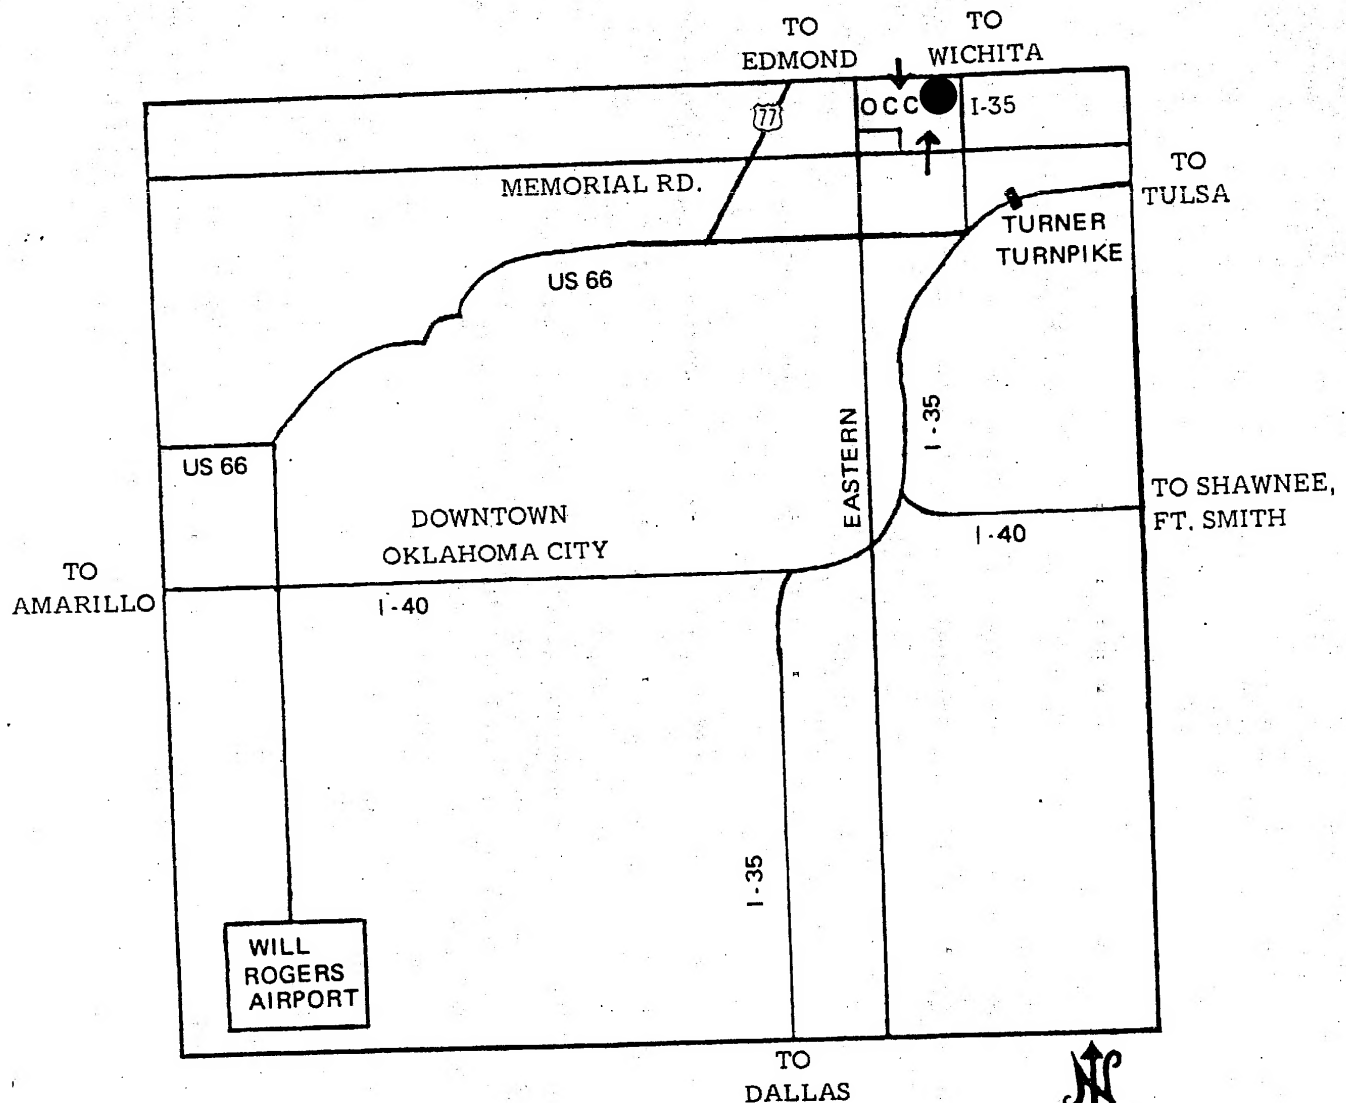 TO
EDMOND
TO
WICHITA
77
OCC
I-35
MEMORIAL RD.
TO
TULSA
TURNER
TURNPIKE
US 66
I-35
EASTERN
US 66
DOWNTOWN
OKLAHOMA CITY
TO SHAWNEE,
FT. SMITH
I-40
TO
AMARILLO
I-40
I-35
WILL
ROGERS
AIRPORT
TO
DALLAS
N